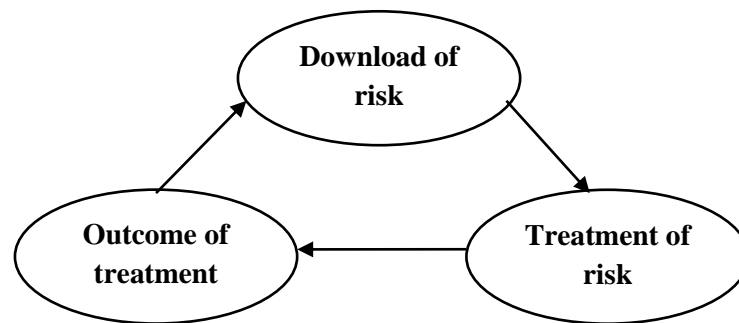 Download of
risk
Outcome of
treatment
Treatment of
risk